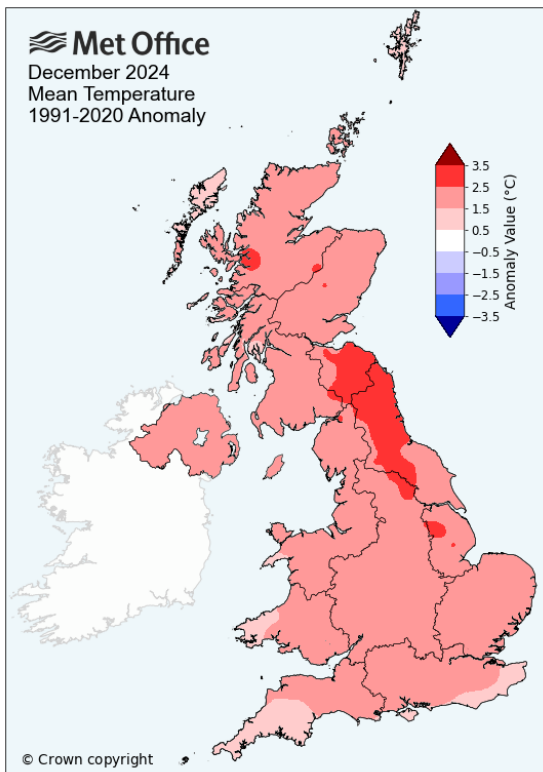 Met Office
December 2024
Mean Temperature
1991-2020 Anomaly
3.5
2.5
1.5
0.5
−0.5
−1.5
−2.5
−3.5
Anomaly Value (°C)
© Crown copyright